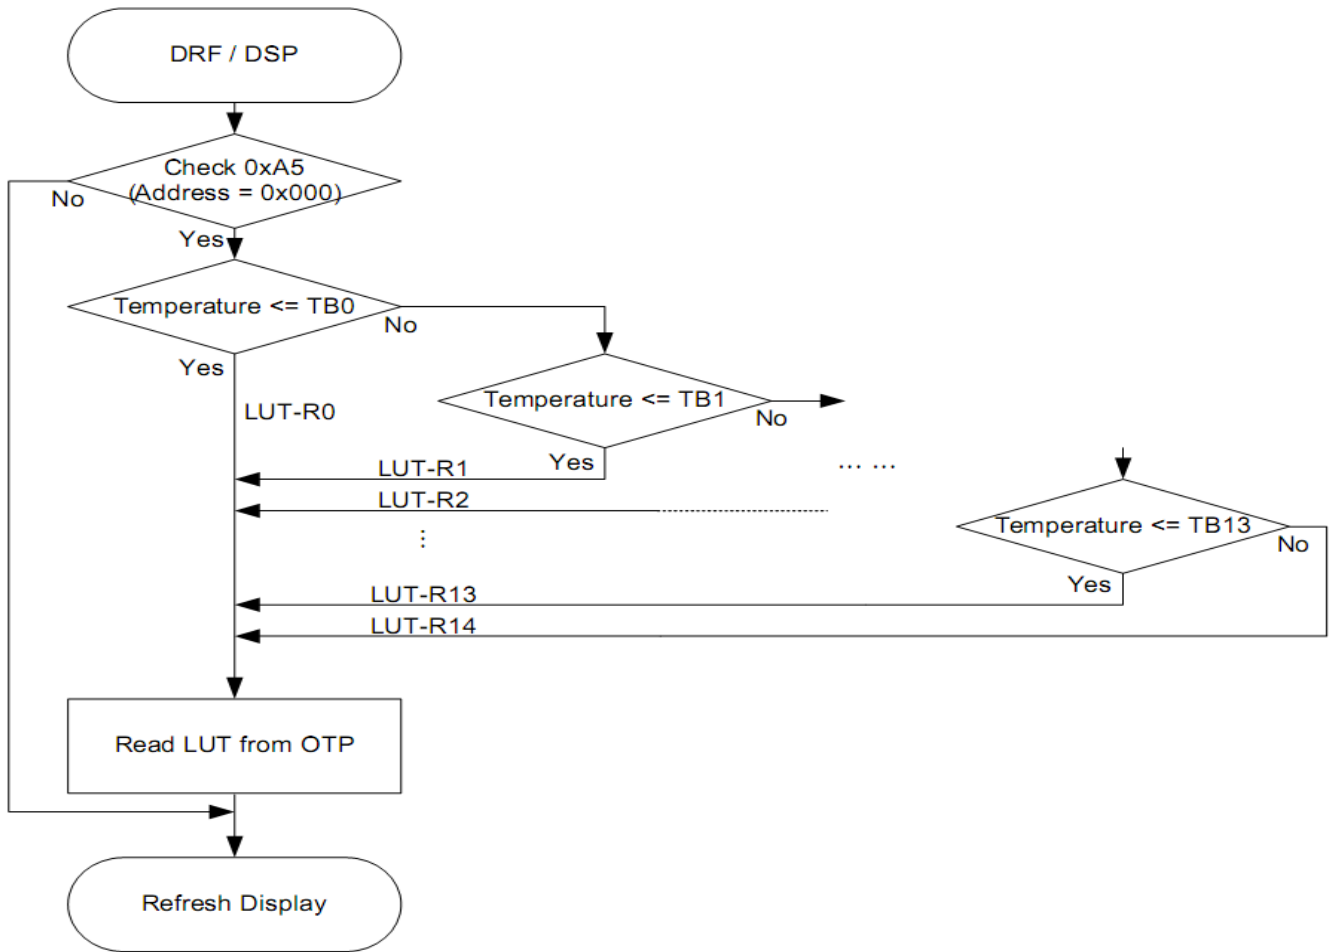 DRF / DSP
Check 0xA5
(Address = 0x000)
No
Yes
Temperature <= TB0
No
Yes
LUT-R0
Temperature <= TB1
No
Yes
LUT-R1
... ...
LUT-R2
Temperature <= TB13
No
⋮
Yes
LUT-R13
LUT-R14
Read LUT from OTP
Refresh Display